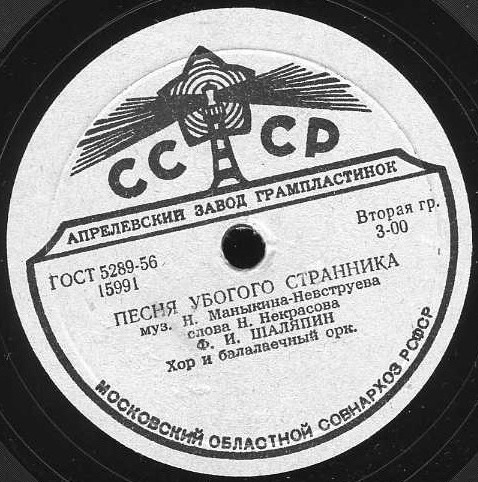 СССР
АПРЕЛЕВСКИЙ ЗАВОД ГРАМПЛАСТИНОК
ГОСТ 5289-56
15991
Вторая гр.
3-00
ПЕСНЯ УБОГОГО СТРАННИКА
муз. Н. Маныкина-Невструева
слова Н. Некрасова
Ф. И. ШАЛЯПИН
Хор и балалаечный орк.
МОСКОВСКИЙ ОБЛАСТНОЙ СОВНАРХОЗ РСФСР